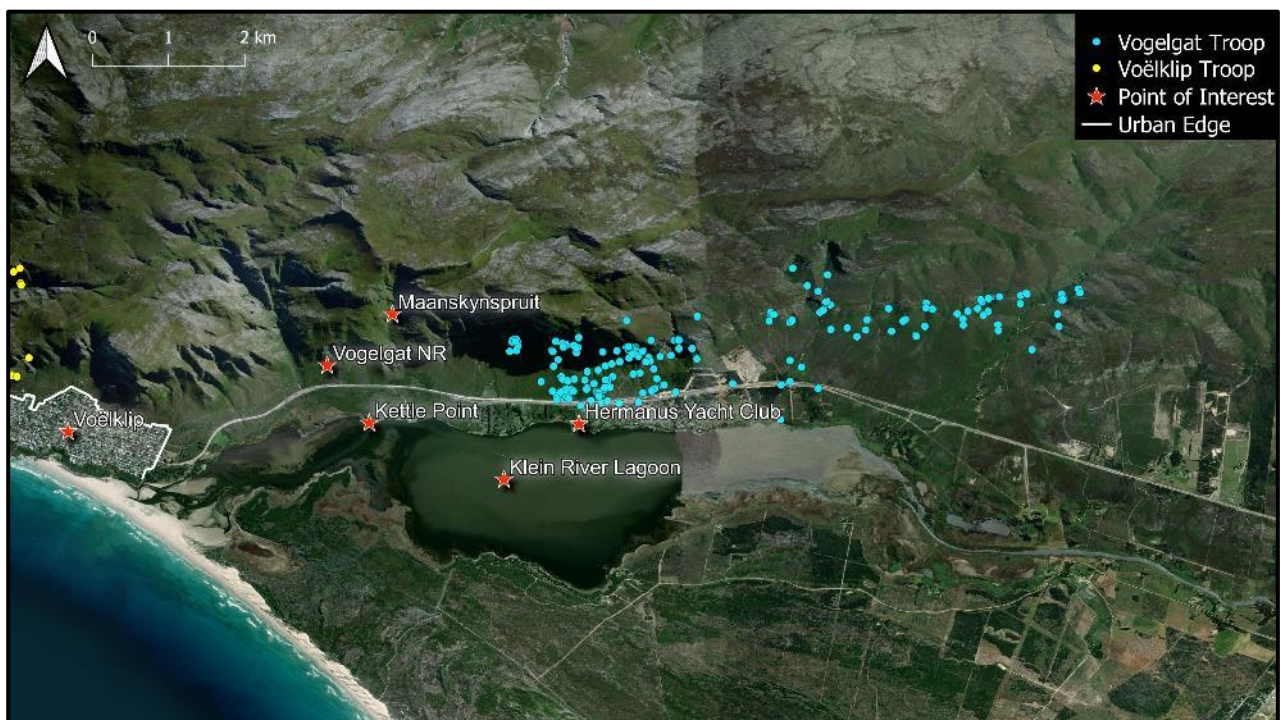 0 1 2 km
Vogelgat Troop
Voëlklip Troop
Point of Interest
Urban Edge
Maanskynspruit
Vogelgat NR
Kettle Point
Hermanus Yacht Club
Voëlklip
Klein River Lagoon